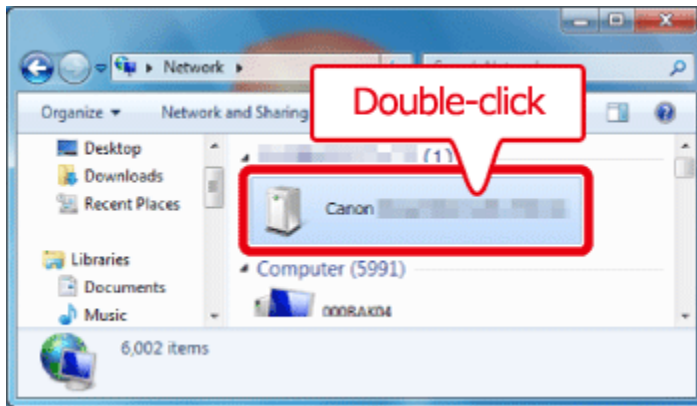 Network
Organize
Network and Sharing
Double-click
Desktop
Downloads
Recent Places
Libraries
Documents
Music
(1)
Canon
Computer (5991)
000BAK04
6,002 items